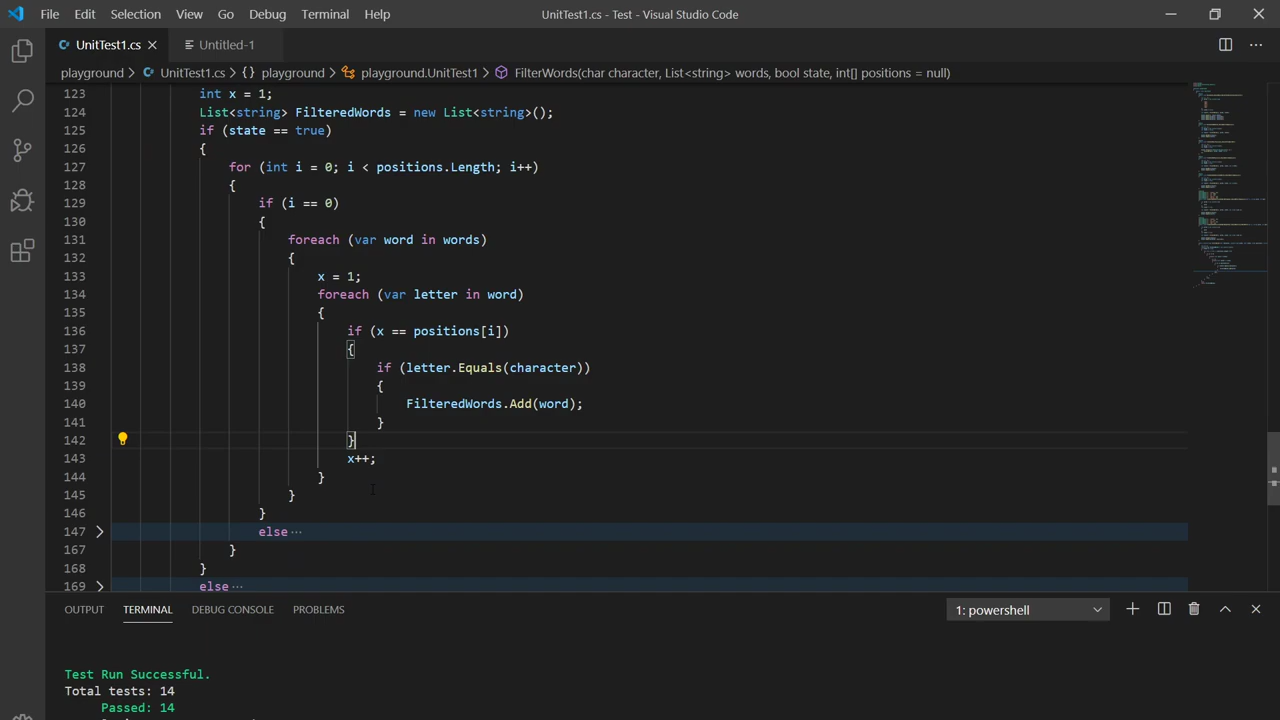 File Edit Selection View Go Debug Terminal Help UnitTest1.cs - Test - Visual Studio Code
UnitTest1.cs Untitled-1
playground > UnitTest1.cs > {} playground > playground.UnitTest1 > FilterWords(char character, List<string> words, bool state, int[] positions = null)
123 int x = 1;
124 List<string> FilteredWords = new List<string>();
125 if (state == true)
126 {
127 for (int i = 0; i < positions.Length; i++)
128 {
129 if (i == 0)
130 {
131 foreach (var word in words)
132 {
133 x = 1;
134 foreach (var letter in word)
135 {
136 if (x == positions[i])
137 {
138 if (letter.Equals(character))
139 {
140 FilteredWords.Add(word);
141 }
142 }
143 x++;
144 }
145 }
146 }
147 else ...
167 }
168 }
169 else ...
OUTPUT TERMINAL DEBUG CONSOLE PROBLEMS 1: powershell
Test Run Successful.
Total tests: 14
Passed: 14